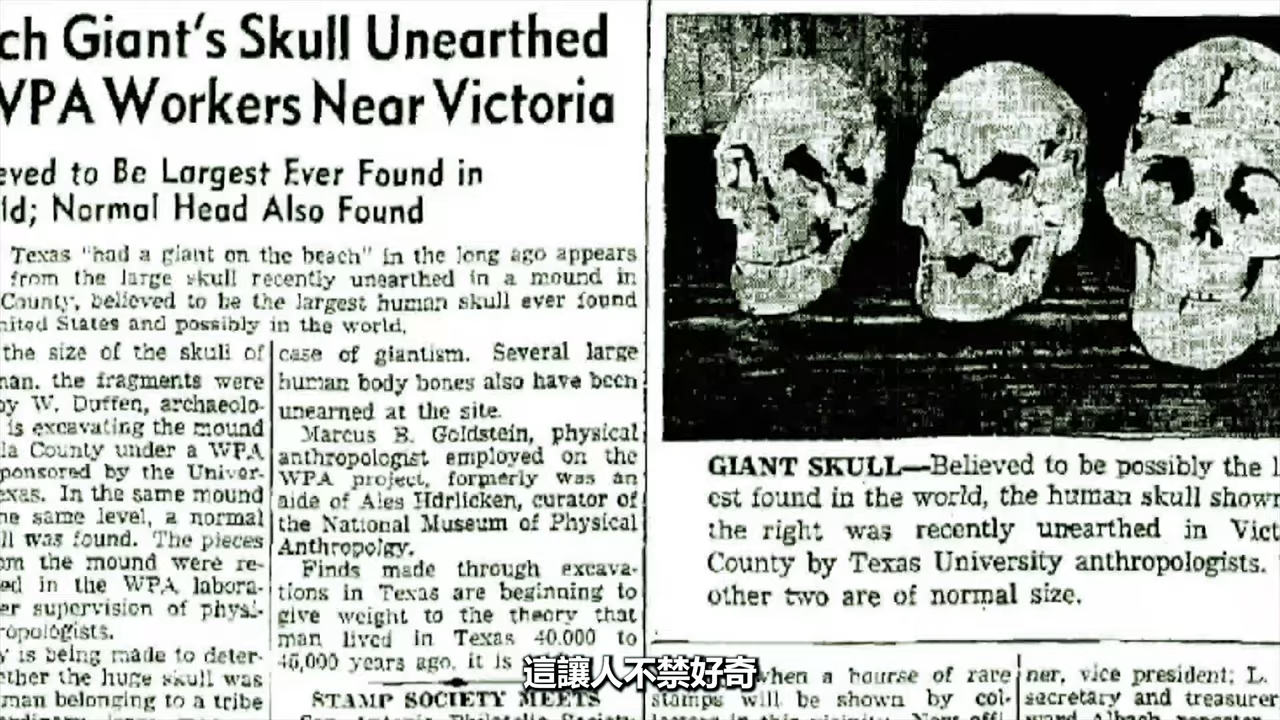 ch Giant's Skull Unearthed
WPA Workers Near Victoria
eved to Be Largest Ever Found in
ld; Normal Head Also Found
Texas "had a giant on the beach" in the long ago appears
from the large skull recently unearthed in a mound in
County, believed to be the largest human skull ever found
nited States and possibly in the world.
the size of the skull of
man. the fragments were
by W. Duffen, archaeolo-
is excavating the mound
ia County under a WPA
ponsored by the Univer-
exas. In the same mound
he same level, a normal
ll was found. The pieces
om the mound were re-
ed in the WPA labora-
er supervision of physi-
ropologists.
y is being made to deter-
ther the huge skull was
man belonging to a tribe
case of giantism. Several large
human body bones also have been
unearned at the site.
Marcus B. Goldstein, physical
anthropologist employed on the
WPA project, formerly was an
aide of Ales Hdrlicken, curator of
the National Museum of Physical
Anthropolgy.
Finds made through excava-
tions in Texas are beginning to
give weight to the theory that
man lived in Texas 40,000 to
45,000 years ago, it is
STAMP SOCIETY MEETS
GIANT SKULL—Believed to be possibly the l
est found in the world, the human skull shown
the right was recently unearthed in Vict
County by Texas University anthropologists.
other two are of normal size.
when a bourse of rare
stamps will be shown by col-
ner, vice president; L.
secretary and treasurer
這讓人不禁好奇